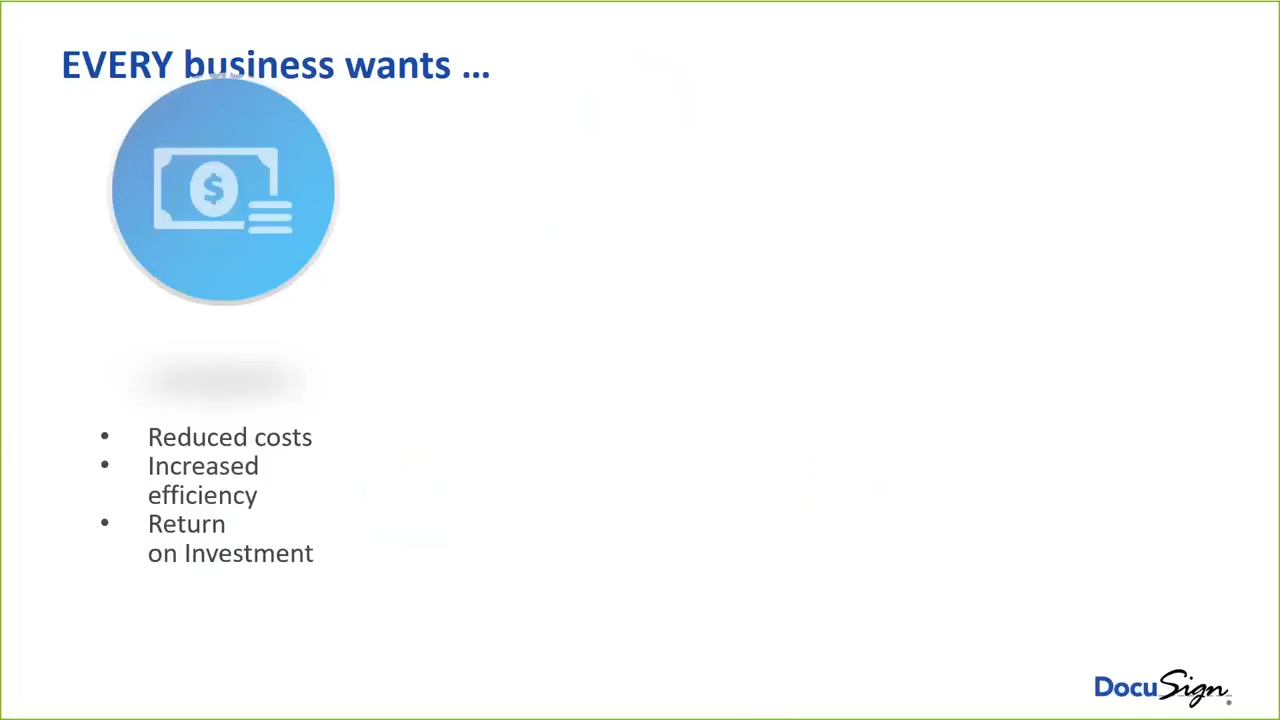 EVERY business wants ...
$
• Reduced costs
• Increased
efficiency
• Return
on Investment
DocuSign®